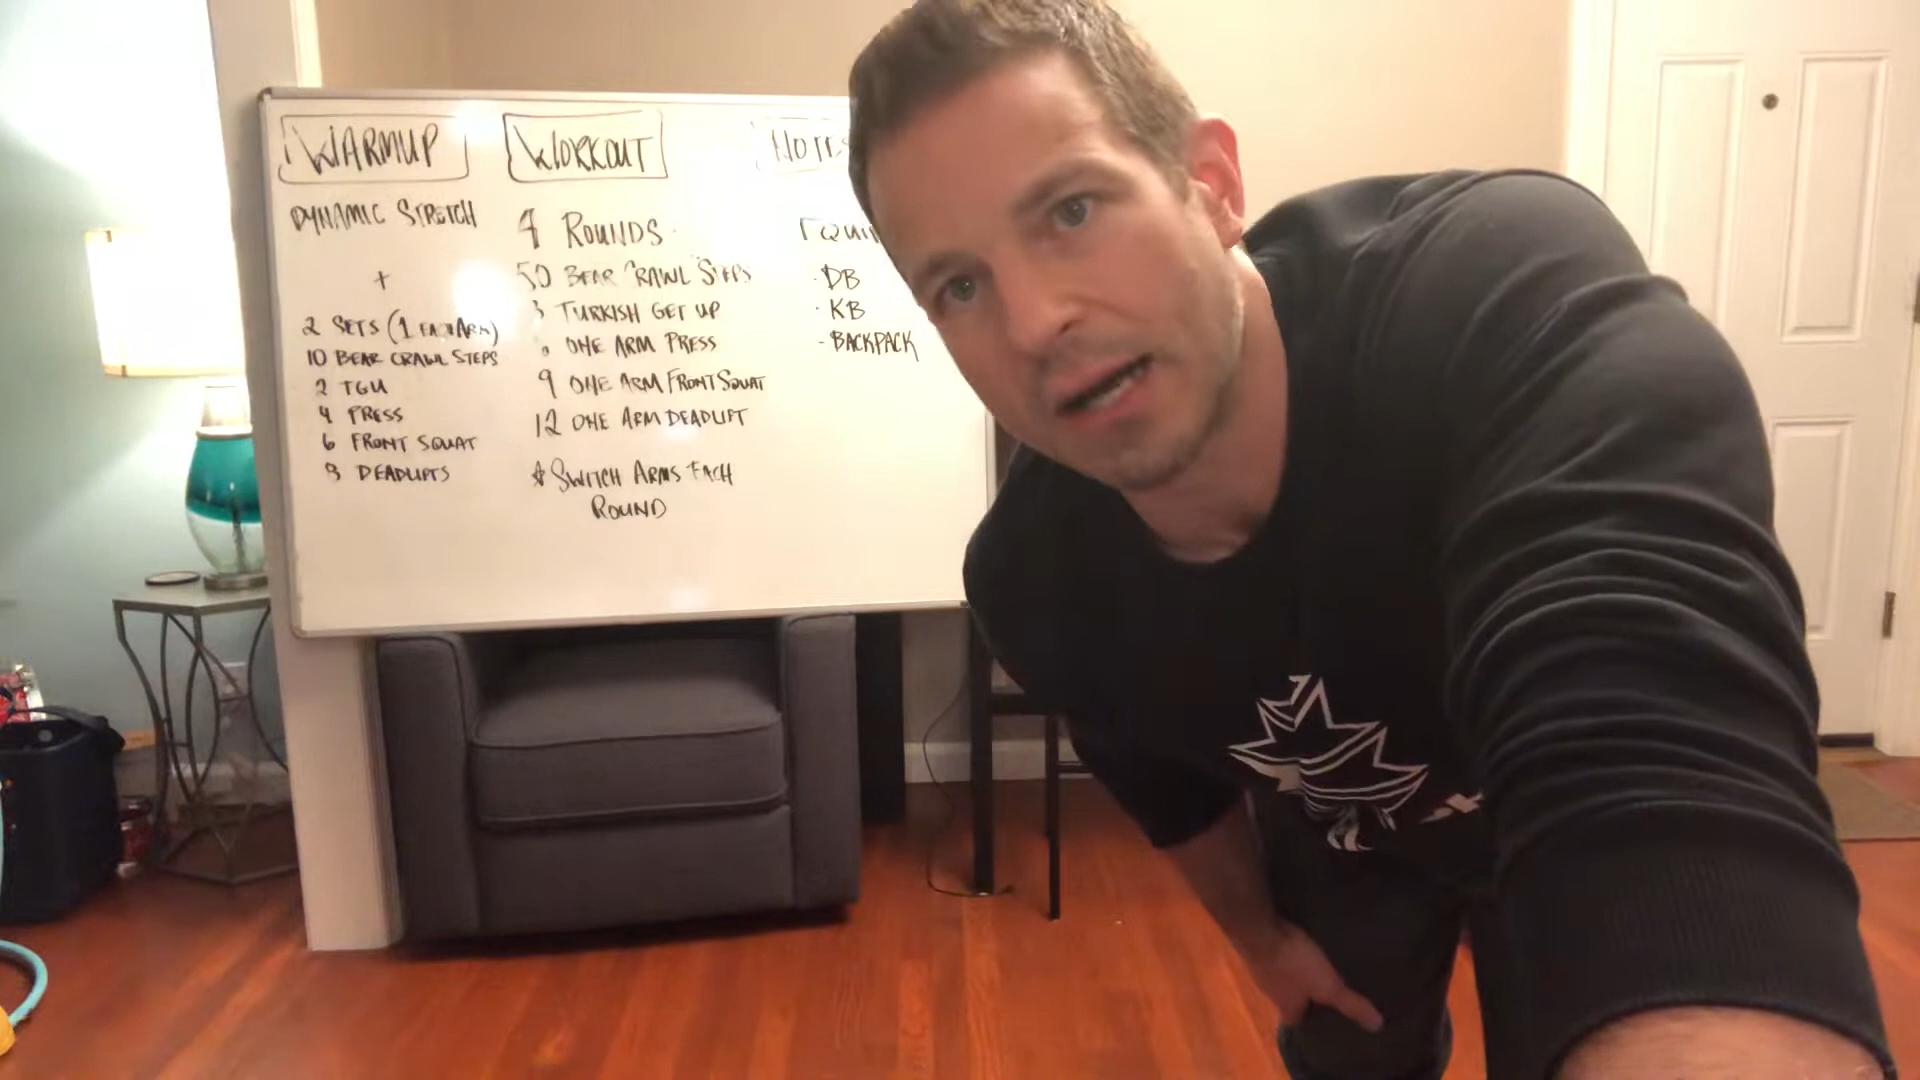 WARMUP
DYNAMIC STRETCH
+
2 SETS (1 EACH ARM)
10 BEAR CRAWL STEPS
2 TGU
4 PRESS
6 FRONT SQUAT
8 DEADLIFTS
WORKOUT
4 ROUNDS
50 BEAR CRAWL STEPS
3 TURKISH GET UP
ONE ARM PRESS
9 ONE ARM FRONT SQUAT
12 ONE ARM DEADLIFT
* SWITCH ARMS EACH
ROUND
NOTES
· DB
· KB
- BACKPACK